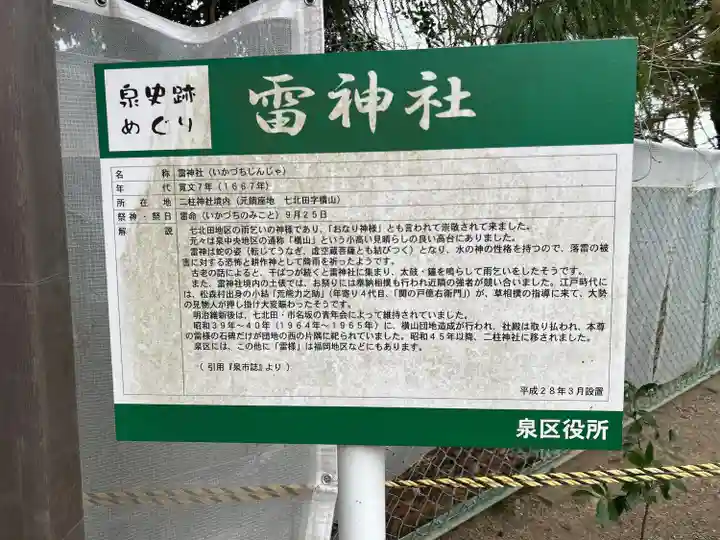 泉史跡
めぐり
雷神社
名称 雷神社（いかづちじんじゃ）
年代 寛文７年（１６６７年）
所在地 二柱神社境内（元鎮座地 七北田字横山）
祭神・祭日 雷命（いかづちのみこと）９月２５日
解説 七北田地区の雨乞いの神様であり、「おなり神様」とも言われて崇敬されて来ました。
元々は泉中央地区の通称「横山」という小高い見晴らしの良い高台にありました。
雷神は蛇の姿（転じてうなぎ、虚空蔵菩薩とも結びつく）となり、水の神の性格を持つので、落雷の被
害に対する恐怖と耕作神として降雨を祈ったようです。
古老の話によると、干ばつが続くと雷神社に集まり、太鼓・鐘を鳴らして雨乞いをしたそうです。
また、雷神社境内の土俵では、お祭りには奉納相撲も行われ近隣の強者が競い合いました。江戸時代に
は、松森村出身の小結「荒熊力之助」（年寄り４代目、「関の戸億右衛門」）が、草相撲の指導に来て、大勢
の見物人が押し掛け大変賑わったそうです。
明治維新後は、七北田・市名坂の青年会によって維持されていました。
昭和３９年～４０年（１９６４年～１９６５年）に、横山団地造成が行われ、社殿は取り払われ、本尊
の雷様の石碑だけが団地の西の片隅に祀られていました。昭和４５年以降、二柱神社に移されました。
泉区には、この他に「雷様」は福岡地区などにもあります。
（ 引用『泉市誌』より ）
平成２８年３月設置
泉区役所